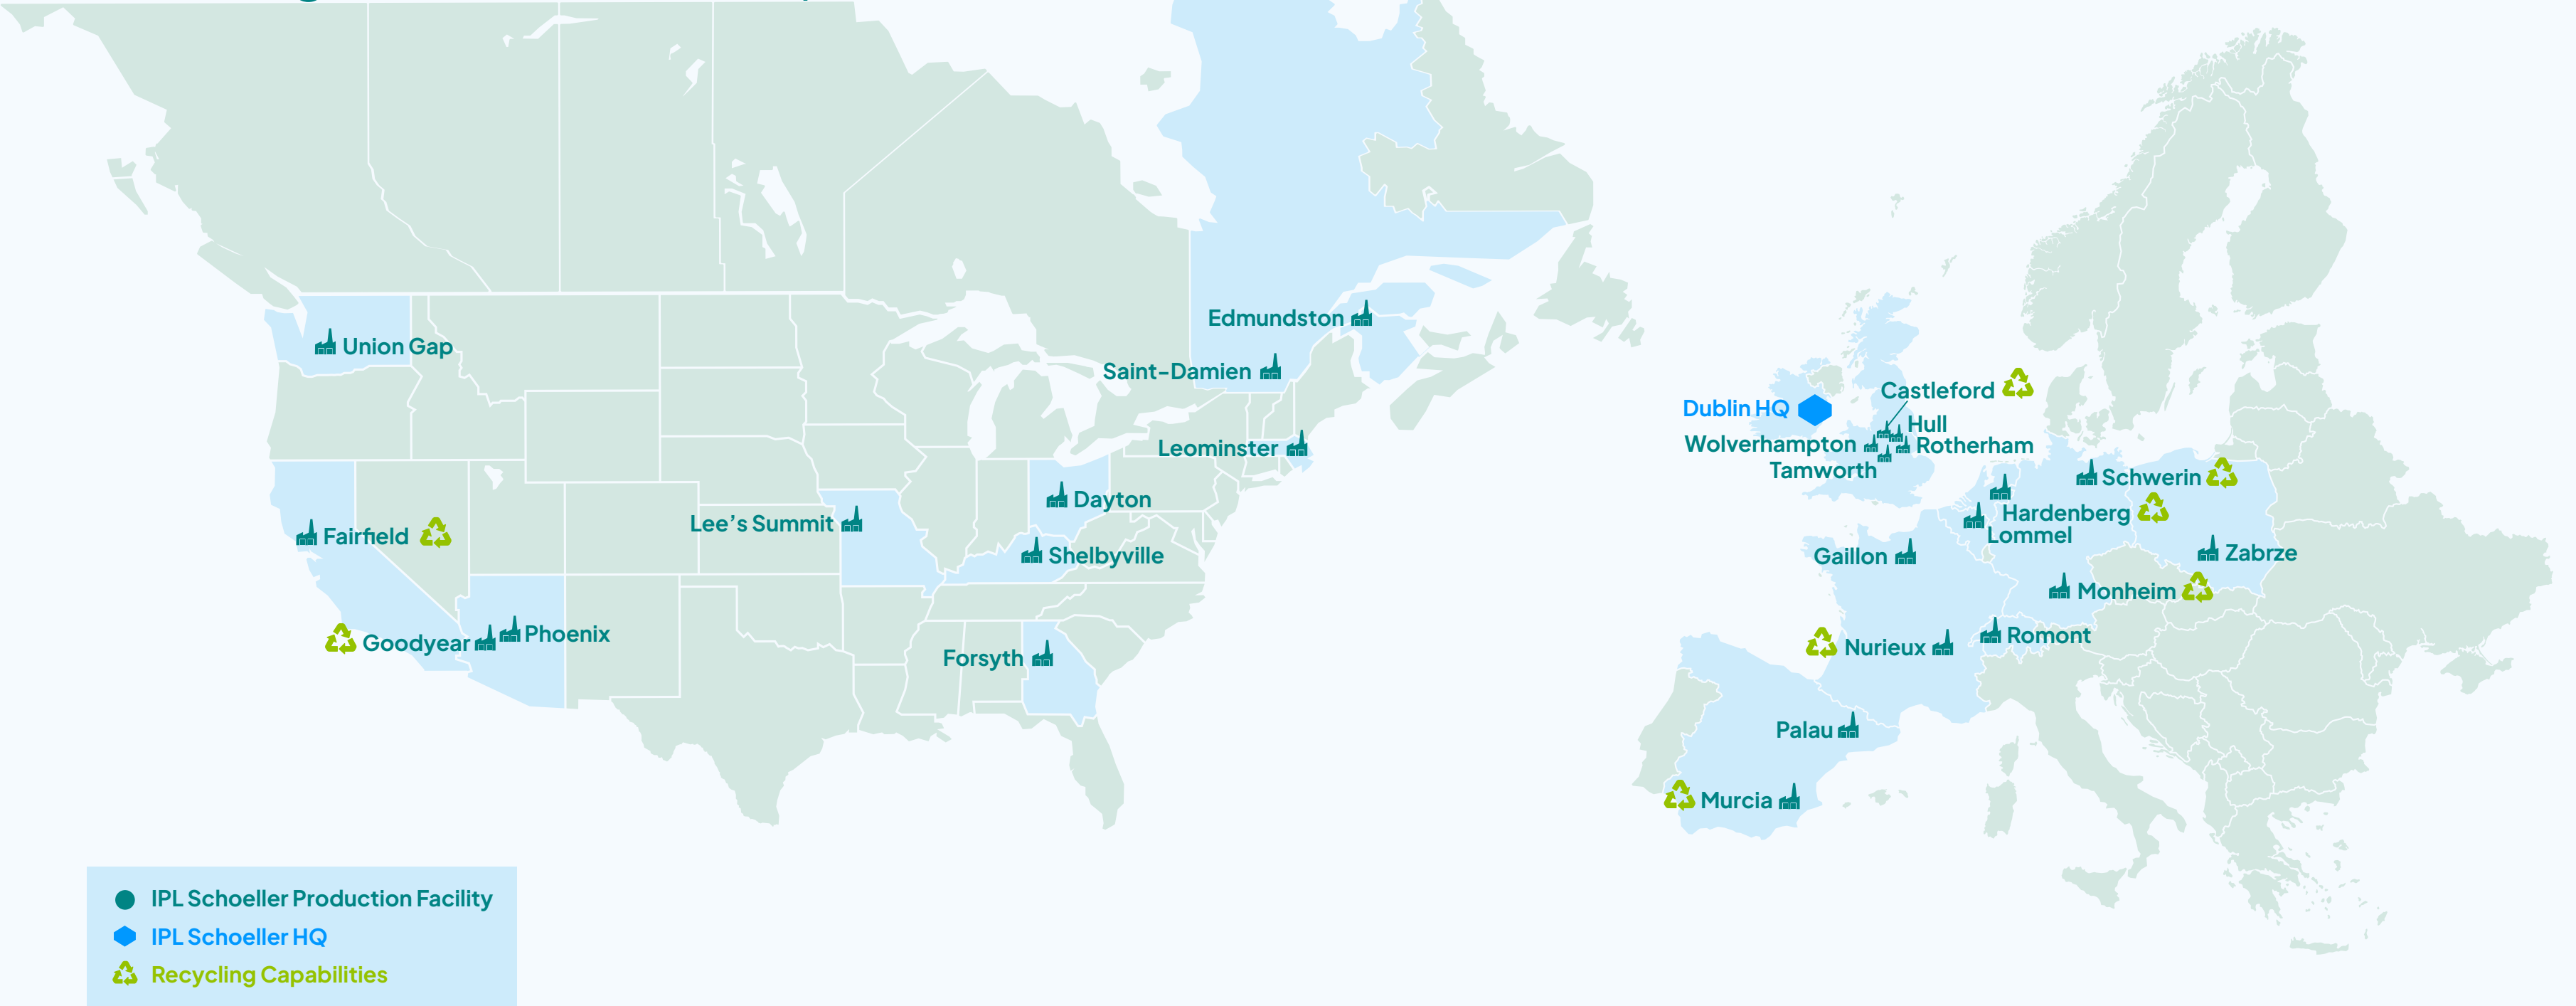 Edmundston
Union Gap
Saint-Damien
Leominster
Dayton
Lee's Summit
Fairfield
Shelbyville
Goodyear
Phoenix
Forsyth
Castleford
Dublin HQ
Hull
Wolverhampton
Rotherham
Tamworth
Schwerin
Hardenberg
Lommel
Gaillon
Zabrze
Monheim
Romont
Nurieux
Palau
Murcia
IPL Schoeller Production Facility
IPL Schoeller HQ
Recycling Capabilities